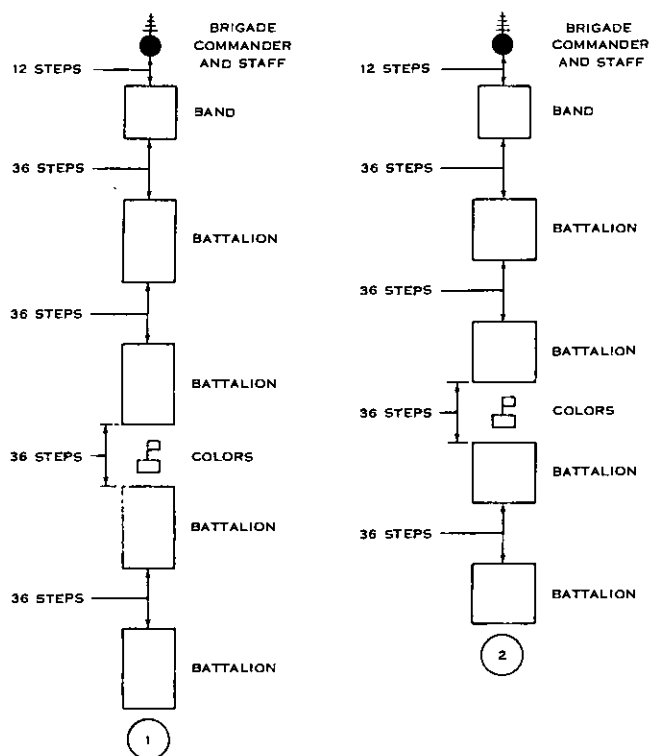 BRIGADE
COMMANDER
AND STAFF
12 STEPS
BAND
36 STEPS
BATTALION
36 STEPS
BATTALION
36 STEPS
COLORS
BATTALION
36 STEPS
BATTALION
1
BRIGADE
COMMANDER
AND STAFF
12 STEPS
BAND
36 STEPS
BATTALION
36 STEPS
BATTALION
36 STEPS
COLORS
BATTALION
36 STEPS
BATTALION
2